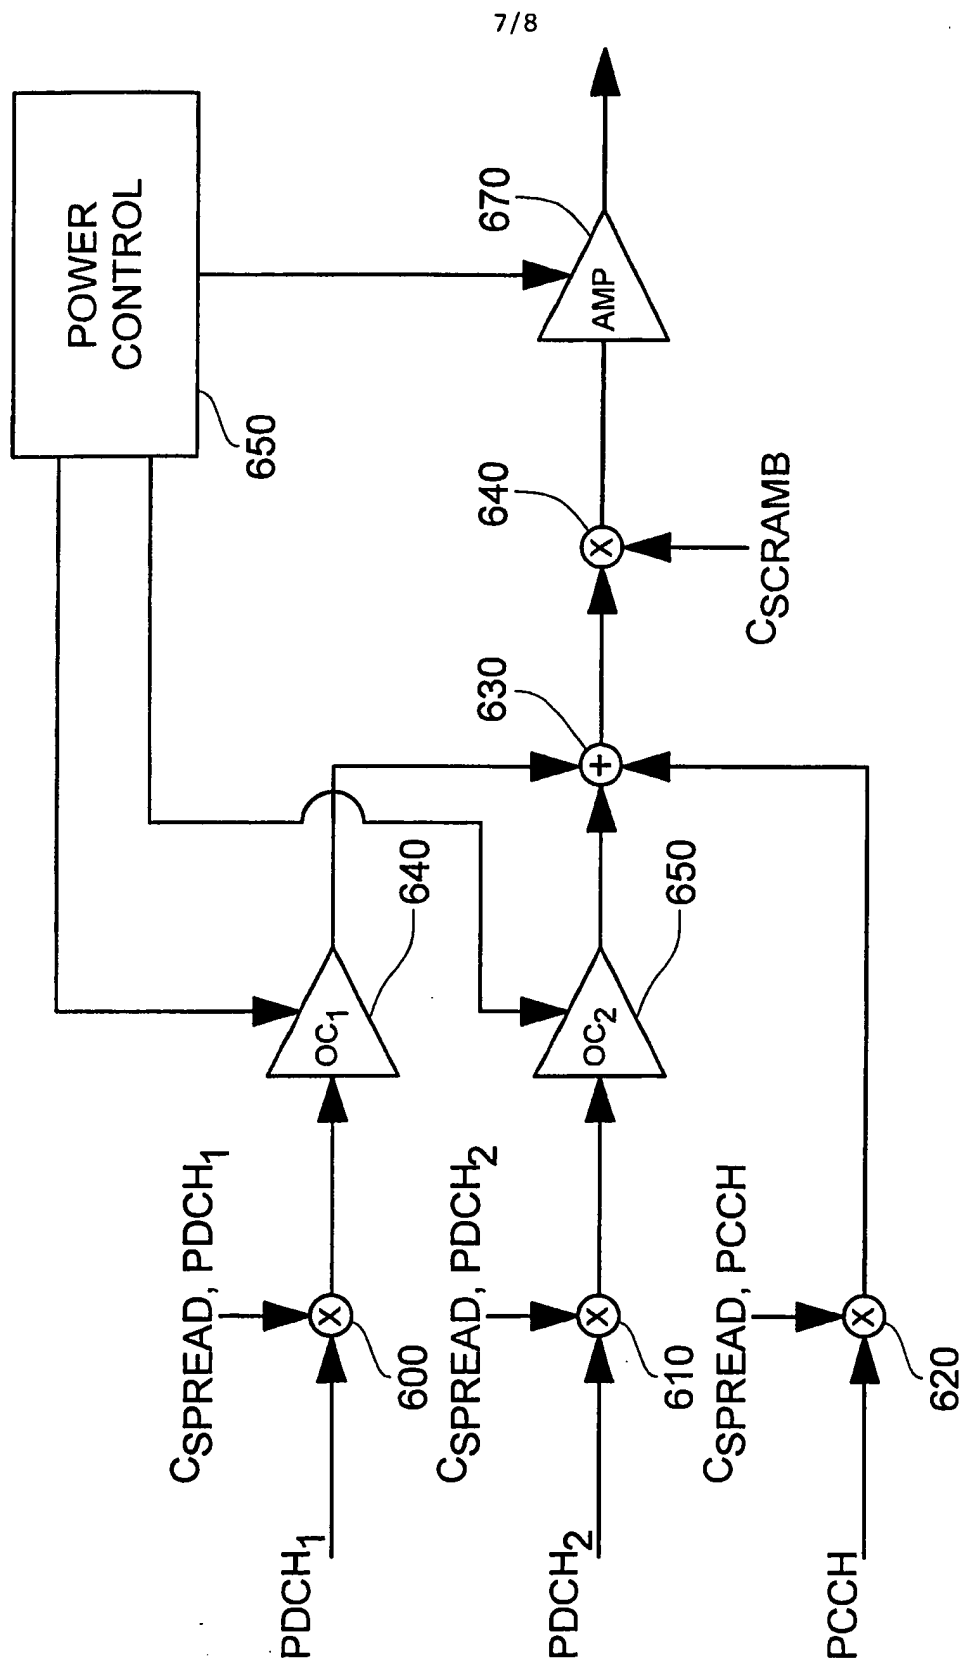 7/8
POWER
CONTROL
650
670
AMP
640
CSCRAMB
630
640
OC1
650
OC2
CSPREAD, PDCH1
600
PDCH1
CSPREAD, PDCH2
610
PDCH2
CSPREAD, PCCH
620
PCCH
X
X
X
X
+